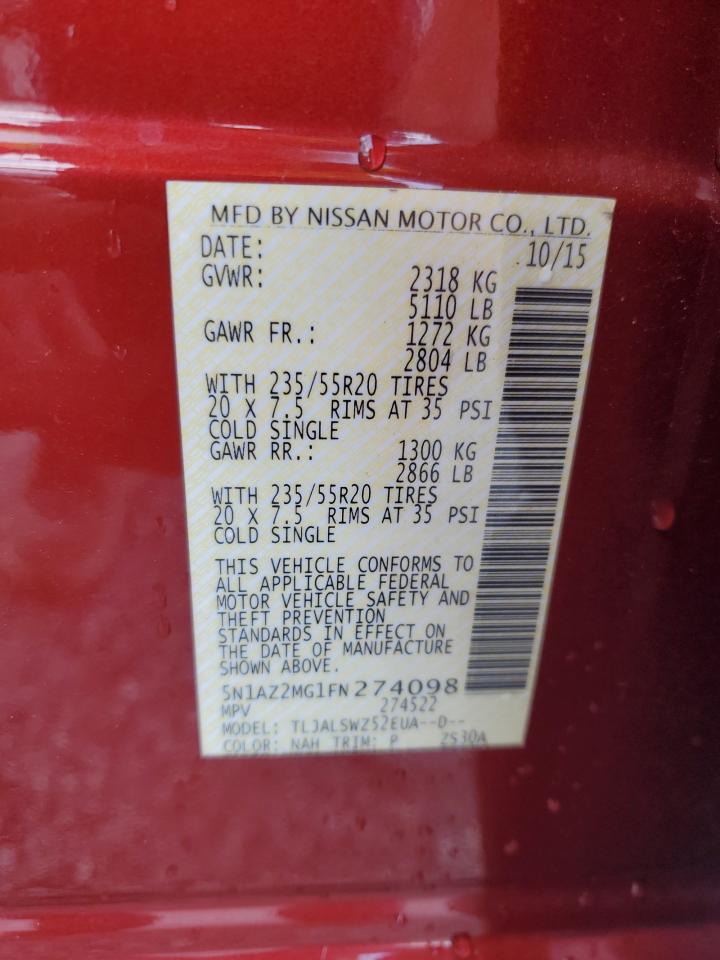 MFD BY NISSAN MOTOR CO., LTD.
DATE: 10/15
GVWR: 2318 KG
5110 LB
GAWR FR.: 1272 KG
2804 LB
WITH 235/55R20 TIRES
20 X 7.5 RIMS AT 35 PSI
COLD SINGLE
GAWR RR.: 1300 KG
2866 LB
WITH 235/55R20 TIRES
20 X 7.5 RIMS AT 35 PSI
COLD SINGLE
THIS VEHICLE CONFORMS TO
ALL APPLICABLE FEDERAL
MOTOR VEHICLE SAFETY AND
THEFT PREVENTION
STANDARDS IN EFFECT ON
THE DATE OF MANUFACTURE
SHOWN ABOVE.
5N1AZ2MG1FN274098
MPV 274522
MODEL: TLJALSWZ52EUA--D--
COLOR: NAH TRIM: P ZS30A